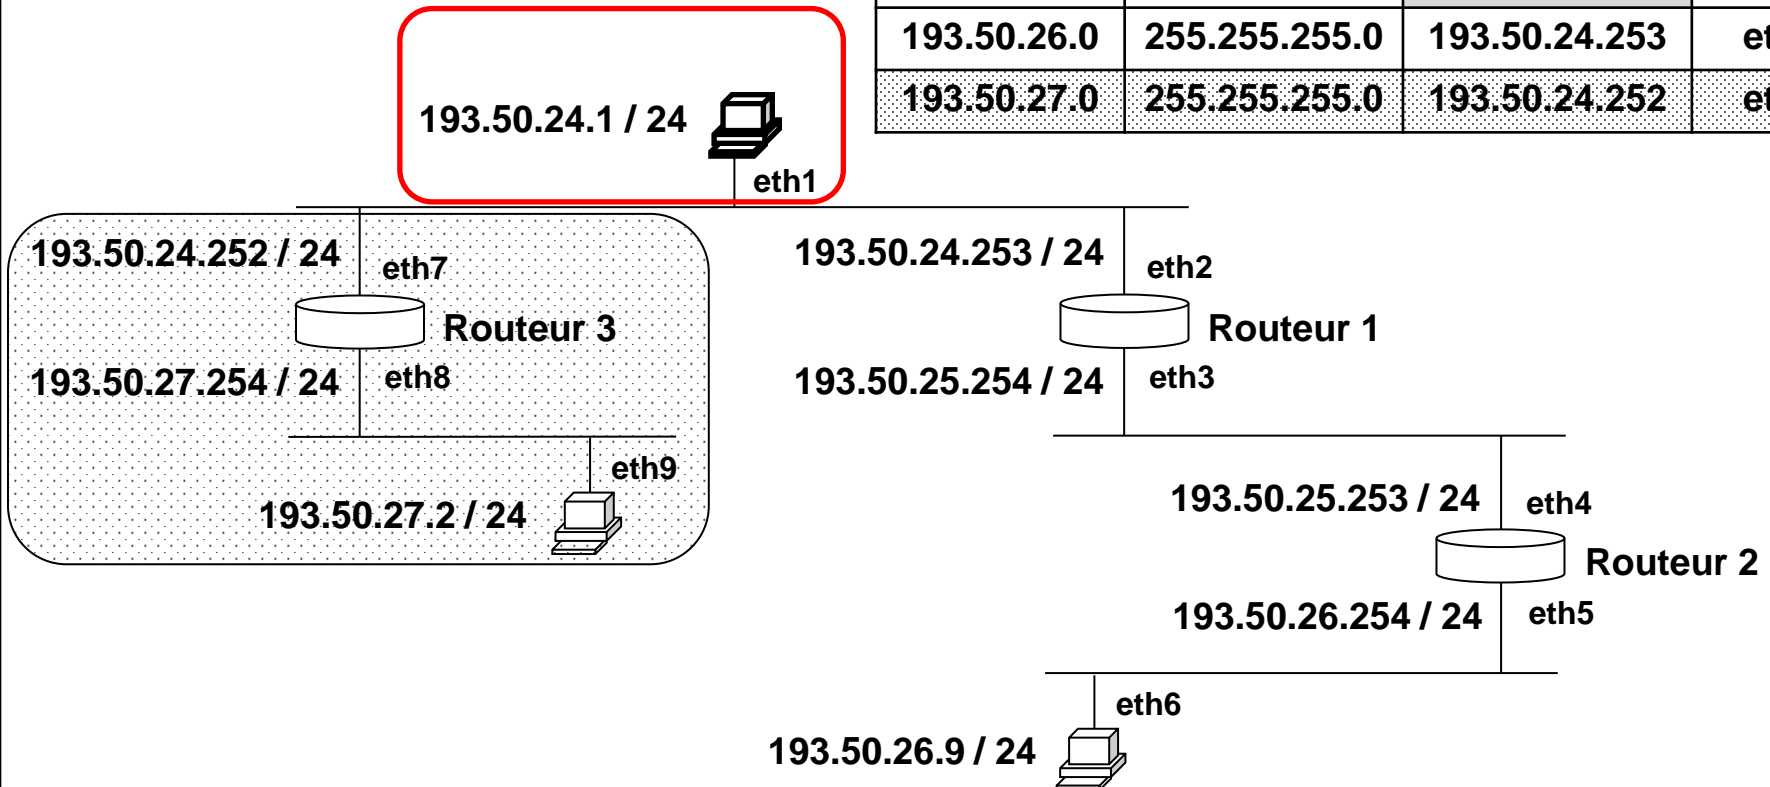 193.50.26.0 255.255.255.0 193.50.24.253
193.50.27.0 255.255.255.0 193.50.24.252
193.50.24.1 / 24
eth1
193.50.24.252 / 24
eth7
193.50.24.253 / 24
eth2
Routeur 3
Routeur 1
193.50.27.254 / 24
eth8
193.50.25.254 / 24
eth3
eth9
193.50.27.2 / 24
193.50.25.253 / 24
eth4
Routeur 2
193.50.26.254 / 24
eth5
eth6
193.50.26.9 / 24